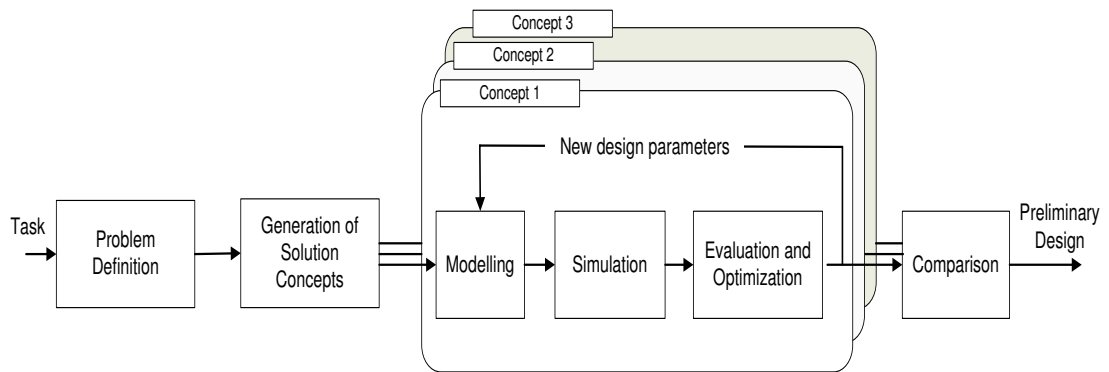 Concept 3
Concept 2
Concept 1
New design parameters
Task
Problem
Definition
Generation of
Solution
Concepts
Modelling
Simulation
Evaluation and
Optimization
Comparison
Preliminary
Design